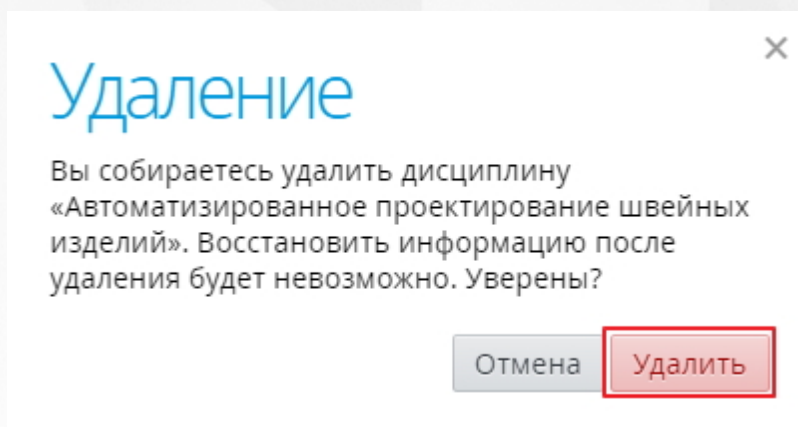 Удаление
Вы собираетесь удалить дисциплину
«Автоматизированное проектирование швейных
изделий». Восстановить информацию после
удаления будет невозможно. Уверены?
Отмена Удалить